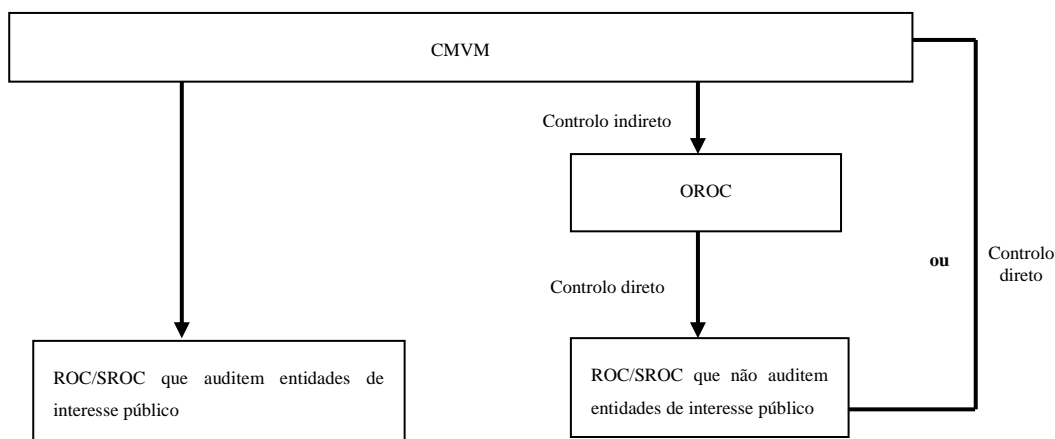 CMVM
Controlo indireto
OROC
Controlo direto
ou
Controlo
direto
ROC/SROC que auditem entidades de
interesse público
ROC/SROC que não auditem
entidades de interesse público